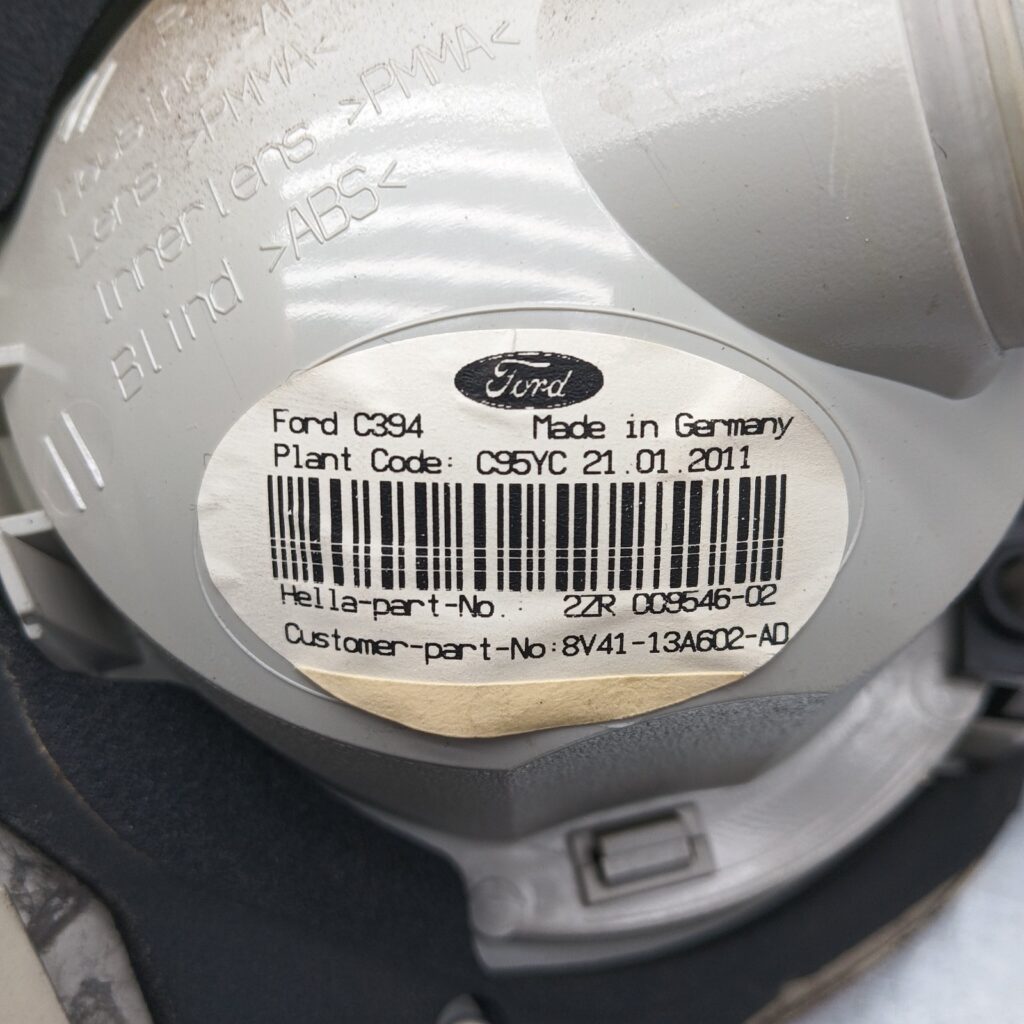 Housing
Lens >PMMA<
Innerlens >PMMA<
Blind >ABS<
Ford
Ford C394 Made in Germany
Plant Code: C95YC 21.01.2011
Hella-part-No.: 2ZR 009546-02
Customer-part-No:8V41-13A602-AD